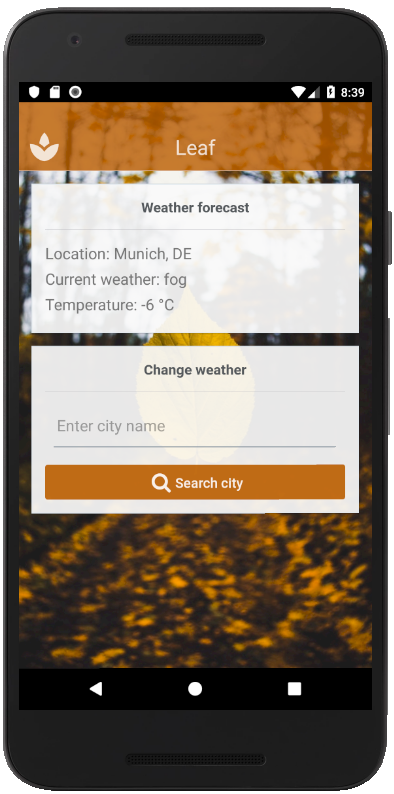 8:39
Leaf
Weather forecast
Location: Munich, DE
Current weather: fog
Temperature: -6 °C
Change weather
Enter city name
Search city